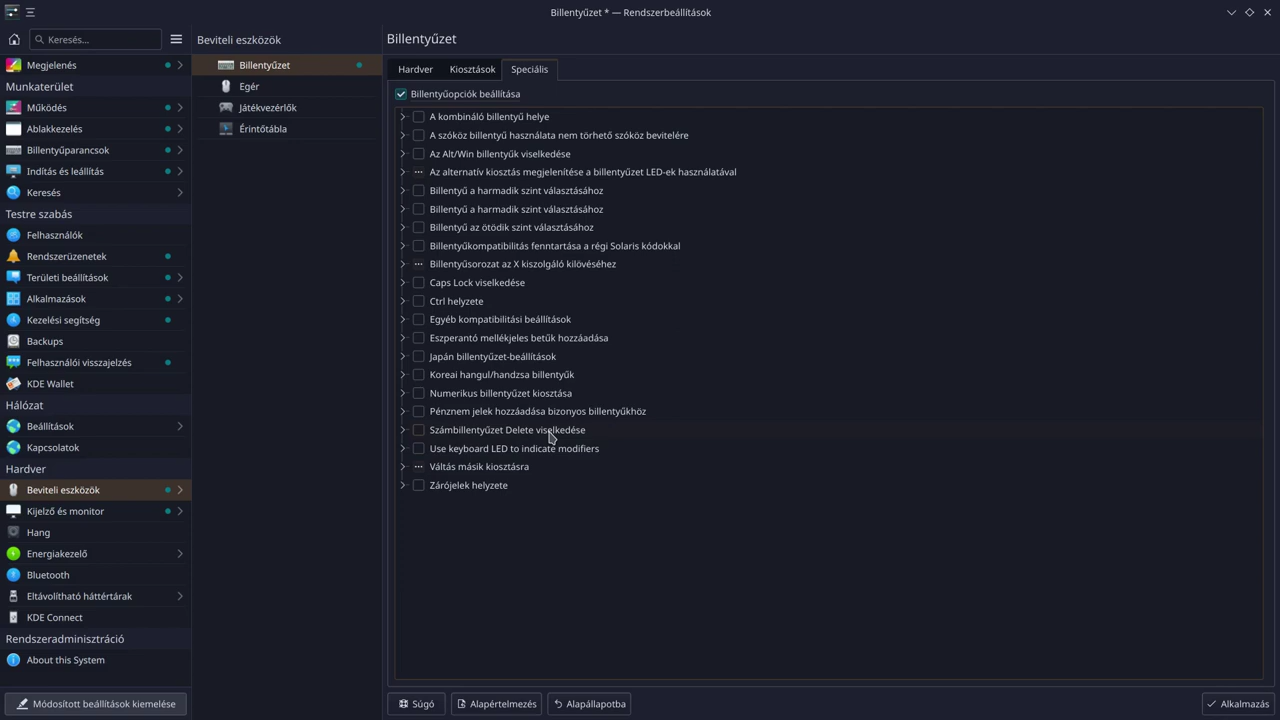 Billentyűzet * — Rendszerbeállítások
Keresés...
Megjelenés
Munkaterület
Működés
Ablakkezelés
Billentyűparancsok
Indítás és leállítás
Keresés
Testre szabás
Felhasználók
Rendszerüzenetek
Területi beállítások
Alkalmazások
Kezelési segítség
Backups
Felhasználói visszajelzés
KDE Wallet
Hálózat
Beállítások
Kapcsolatok
Hardver
Beviteli eszközök
Kijelző és monitor
Hang
Energiakezelő
Bluetooth
Eltávolítható háttértárak
KDE Connect
Rendszeradminisztráció
About this System
Módosított beállítások kiemelése
Beviteli eszközök
Billentyűzet
Egér
Játékvezérlők
Érintőtábla
Billentyűzet
Hardver Kiosztások Speciális
Billentyűopciók beállítása
A kombináló billentyű helye
A szóköz billentyű használata nem törhető szóköz bevitelére
Az Alt/Win billentyűk viselkedése
Az alternatív kiosztás megjelenítése a billentyűzet LED-ek használatával
Billentyű a harmadik szint választásához
Billentyű a harmadik szint választásához
Billentyű az ötödik szint választásához
Billentyűkompatibilitás fenntartása a régi Solaris kódokkal
Billentyűsorozat az X kiszolgáló kilövéséhez
Caps Lock viselkedése
Ctrl helyzete
Egyéb kompatibilitási beállítások
Eszperantó mellékjeles betűk hozzáadása
Japán billentyűzet-beállítások
Koreai hangul/handzsa billentyűk
Numerikus billentyűzet kiosztása
Pénznem jelek hozzáadása bizonyos billentyűkhöz
Számbillentyűzet Delete viselkedése
Use keyboard LED to indicate modifiers
Váltás másik kiosztásra
Zárójelek helyzete
Súgó Alapértelmezés Alapállapotba Alkalmazás